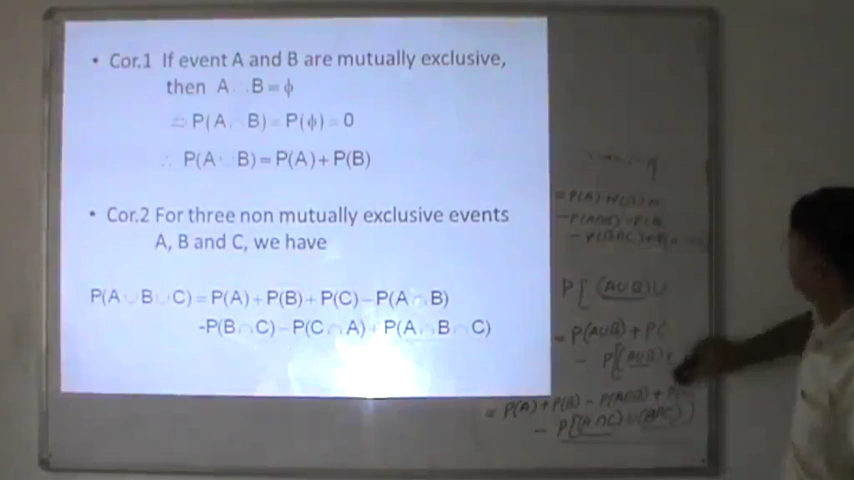 • Cor.1 If event A and B are mutually exclusive,
then A ∩ B = ϕ
⇒ P(A ∩ B) = P(ϕ) = 0
∴ P(A ∪ B) = P(A) + P(B)
• Cor.2 For three non mutually exclusive events
A, B and C, we have
P(A ∪ B ∪ C) = P(A) + P(B) + P(C) − P(A ∩ B)
-P(B ∩ C) − P(C ∩ A) + P(A ∩ B ∩ C)
= P(A) +
− P(A∩B) −
P[ (A∪B) ∪
= P(A∪B) + P(
− P[(A∪B)
= P(A) + P(B) − P(A∩B) +
− P[(A∩C) ∪ (B∩C)]